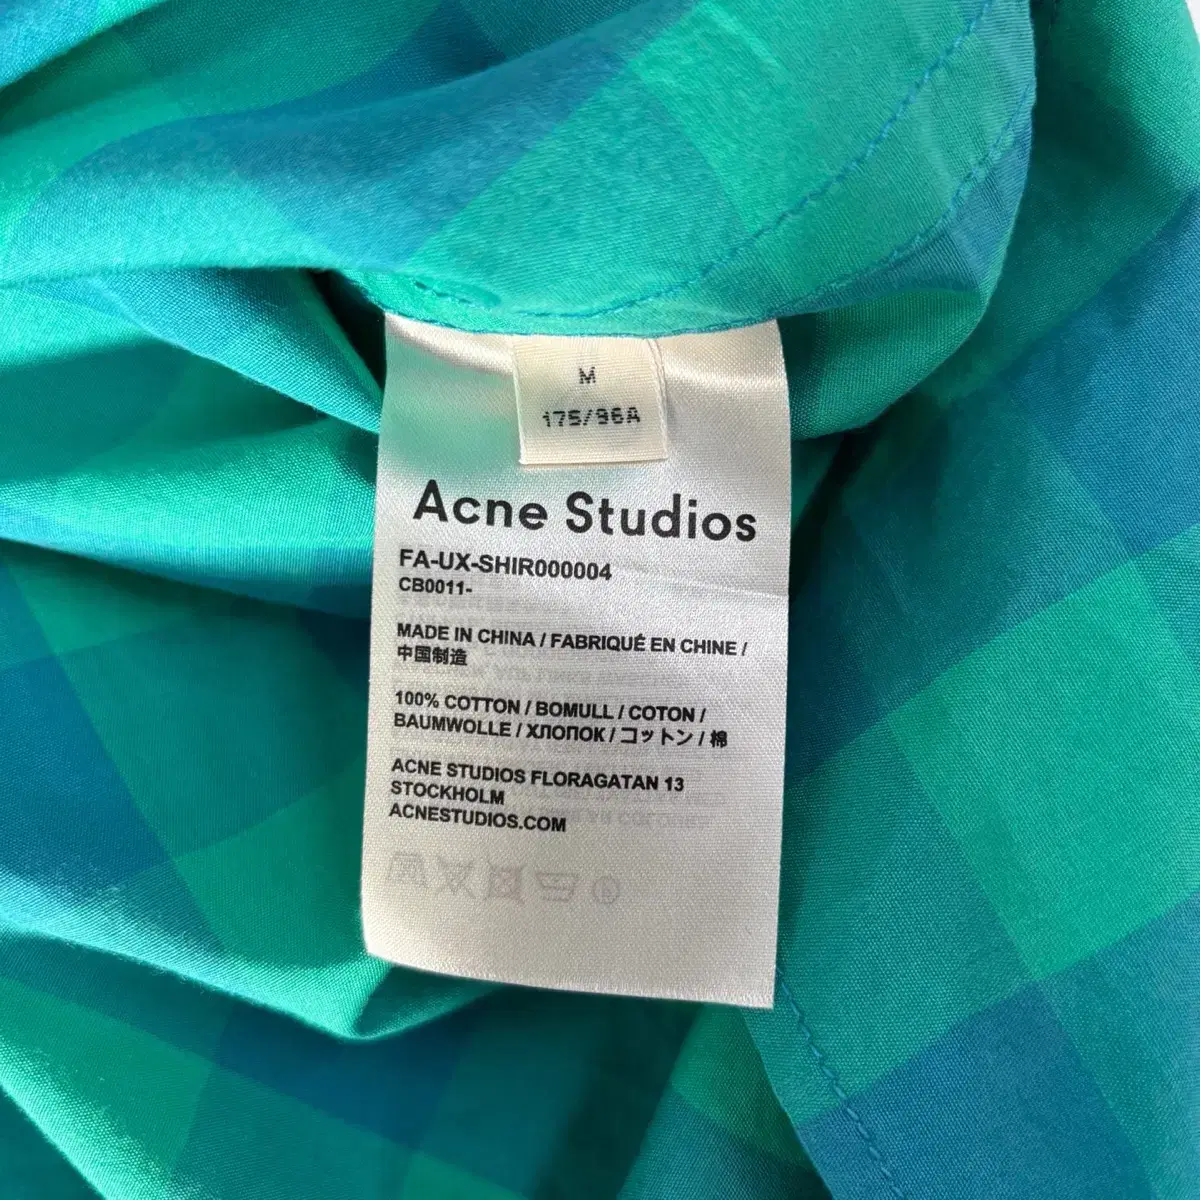 M
175/96A
Acne Studios
FA-UX-SHIR000004
CB0011-
MADE IN CHINA / FABRIQUÉ EN CHINE /
中国制造
100% COTTON / BOMULL / COTON /
BAUMWOLLE / ХЛОПОК / コットン / 棉
ACNE STUDIOS FLORAGATAN 13
STOCKHOLM
ACNESTUDIOS.COM